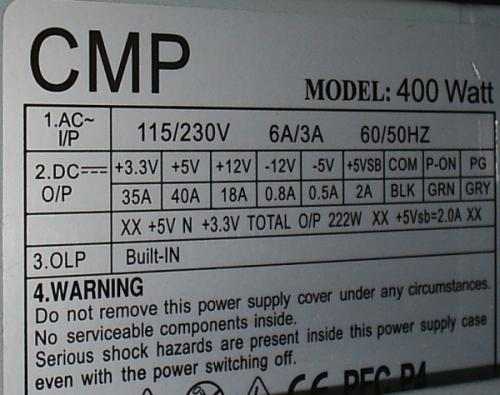 CMP
MODEL: 400 Watt
1.AC~ I/P 115/230V 6A/3A 60/50HZ
2.DC O/P +3.3V +5V +12V -12V -5V +5VSB COM P-ON PG
35A 40A 18A 0.8A 0.5A 2A BLK GRN GRY
XX +5V N +3.3V TOTAL O/P 222W XX +5Vsb=2.0A XX
3.OLP Built-IN
4.WARNING
Do not remove this power supply cover under any circumstances.
No serviceable components inside.
Serious shock hazards are present inside this power supply case
even with the power switching off.
CE PFC P4